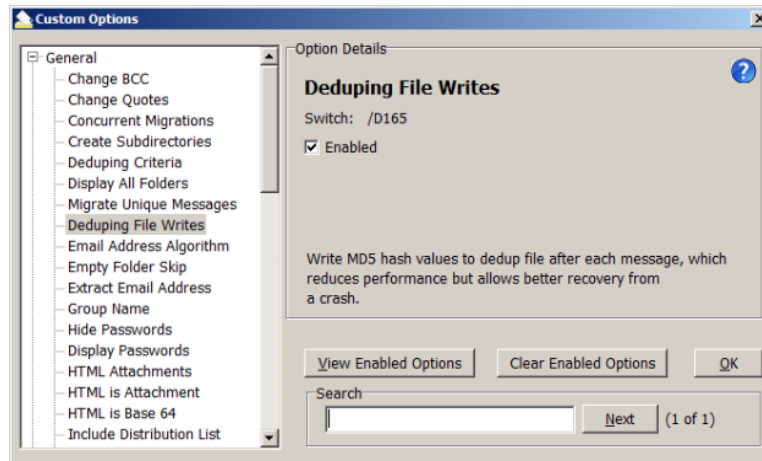 Custom Options
General
Change BCC
Change Quotes
Concurrent Migrations
Create Subdirectories
Deduping Criteria
Display All Folders
Migrate Unique Messages
Deduping File Writes
Email Address Algorithm
Empty Folder Skip
Extract Email Address
Group Name
Hide Passwords
Display Passwords
HTML Attachments
HTML is Attachment
HTML is Base 64
Include Distribution List
Option Details
Deduping File Writes
?
Switch: /D165
Enabled
Write MD5 hash values to dedup file after each message, which
reduces performance but allows better recovery from
a crash.
View Enabled Options
Clear Enabled Options
OK
Search
Next (1 of 1)